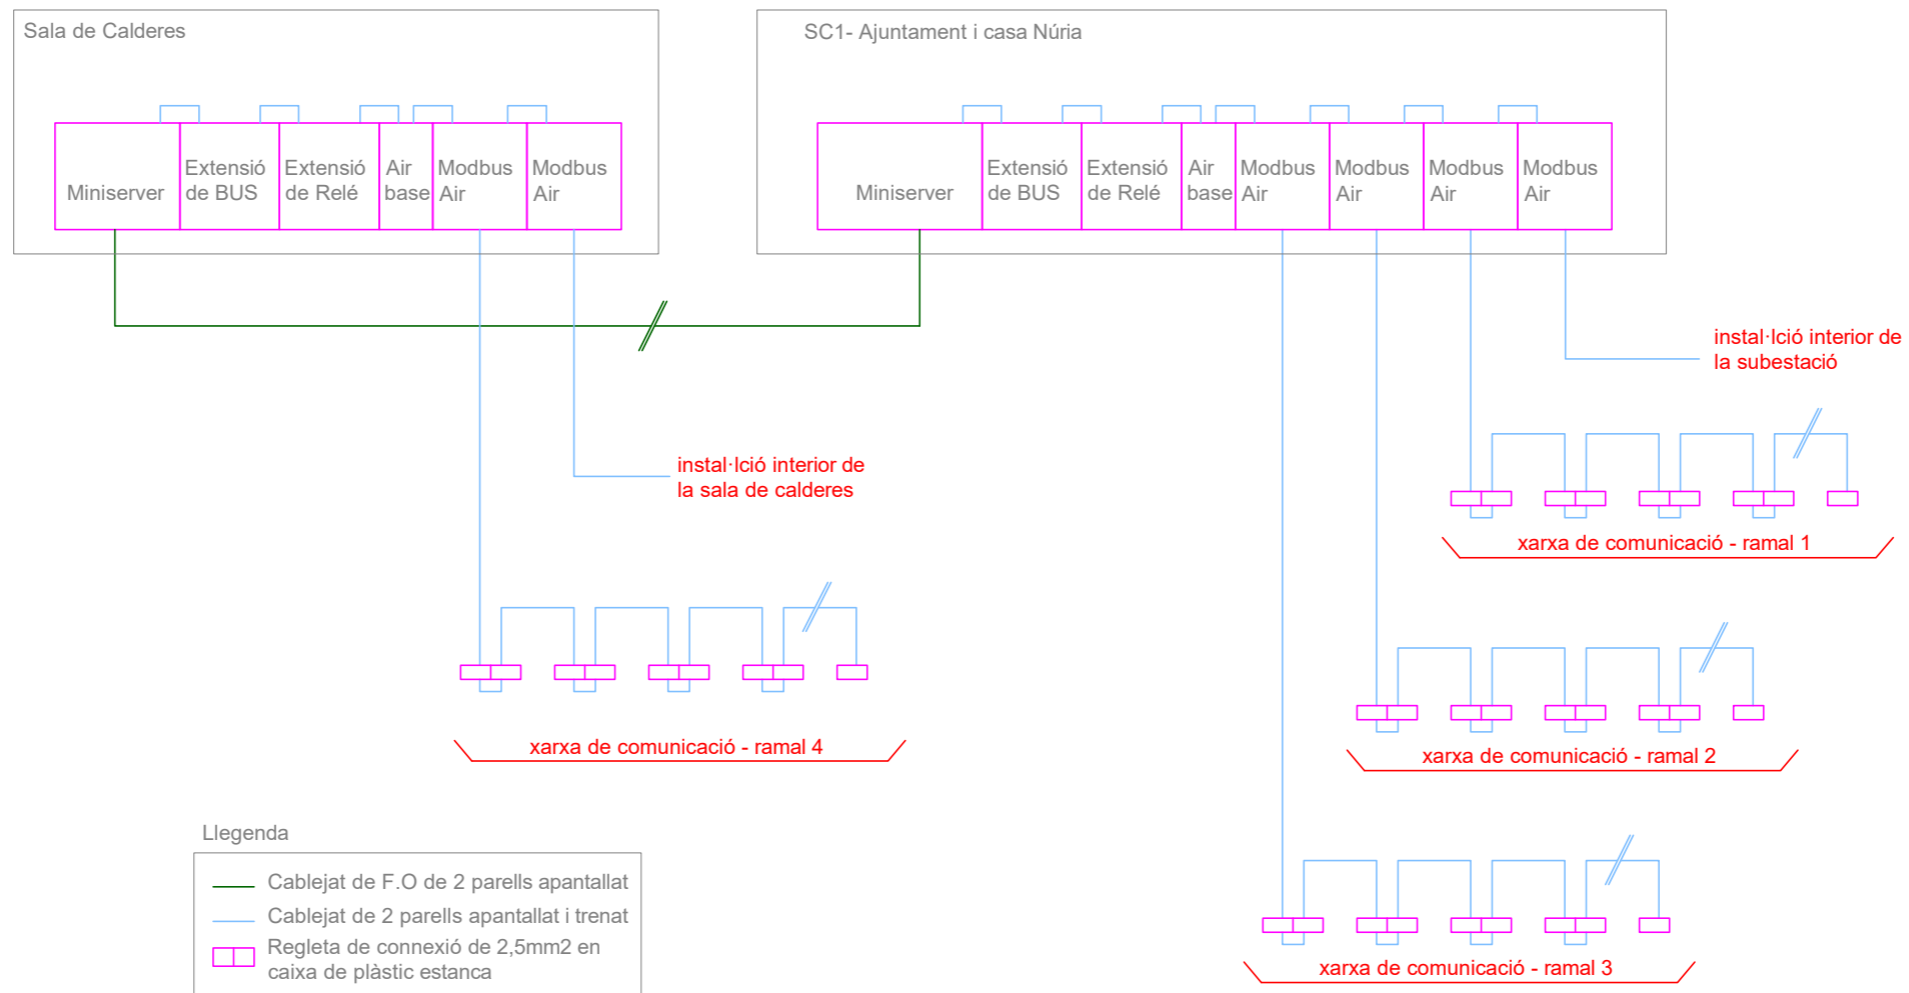 Sala de Calderes
Miniserver
Extensió
de BUS
Extensió
de Relé
Air
base
Modbus
Air
Modbus
Air
SC1- Ajuntament i casa Núria
Miniserver
Extensió
de BUS
Extensió
de Relé
Air
base
Modbus
Air
Modbus
Air
Modbus
Air
Modbus
Air
instal·lció interior de
la subestació
instal·lció interior de
la sala de calderes
xarxa de comunicació - ramal 1
xarxa de comunicació - ramal 4
xarxa de comunicació - ramal 2
xarxa de comunicació - ramal 3
Llegenda
Cablejat de F.O de 2 parells apantallat
Cablejat de 2 parells apantallat i trenat
Regleta de connexió de 2,5mm2 en
caixa de plàstic estanca